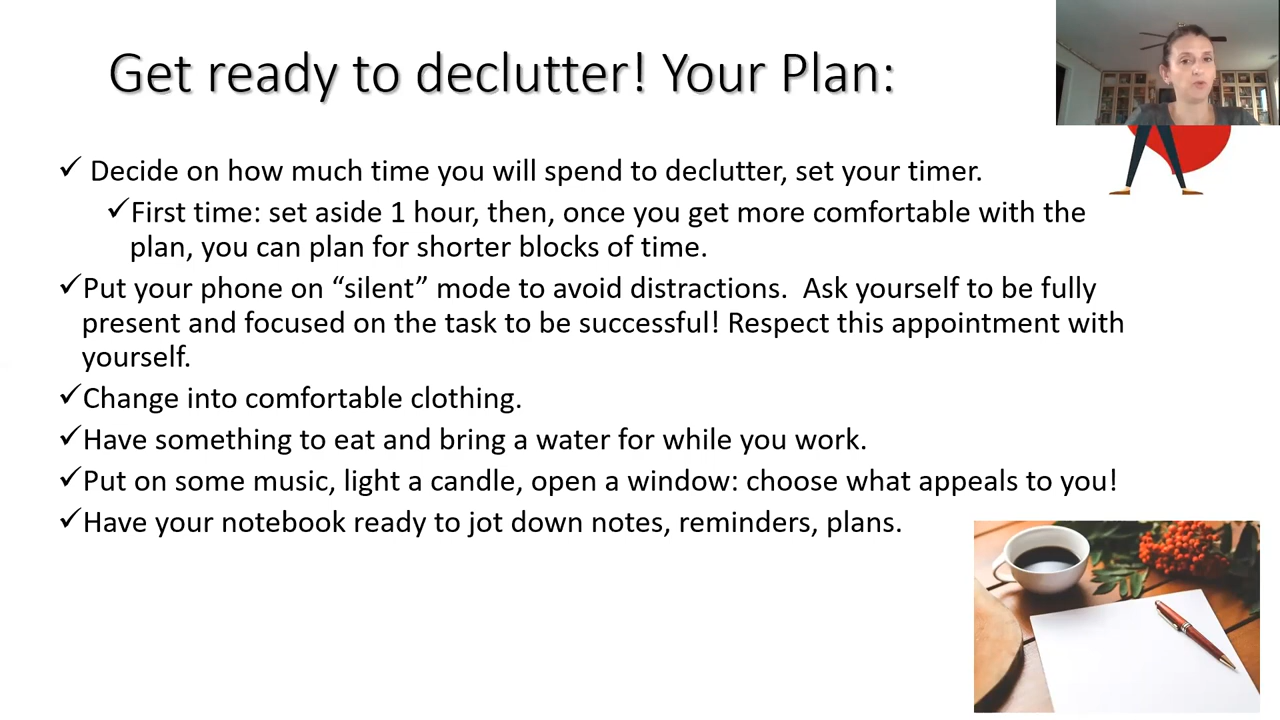 Get ready to declutter! Your Plan:
✓ Decide on how much time you will spend to declutter, set your timer.
✓First time: set aside 1 hour, then, once you get more comfortable with the
plan, you can plan for shorter blocks of time.
✓Put your phone on “silent” mode to avoid distractions.  Ask yourself to be fully
present and focused on the task to be successful! Respect this appointment with
yourself.
✓Change into comfortable clothing.
✓Have something to eat and bring a water for while you work.
✓Put on some music, light a candle, open a window: choose what appeals to you!
✓Have your notebook ready to jot down notes, reminders, plans.